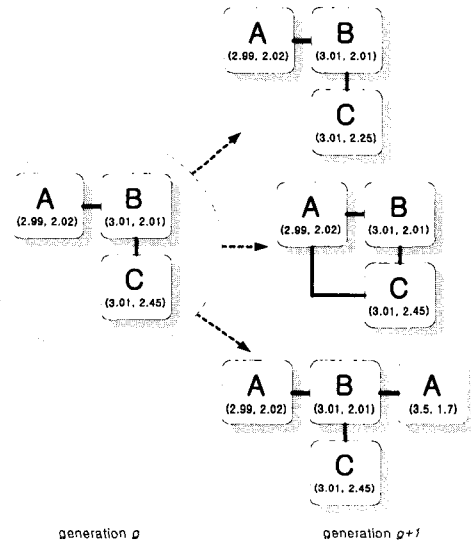 A B
(2.99, 2.02) (3.01, 2.01)
C
(3.01, 2.25)
A B
(2.99, 2.02) (3.01, 2.01)
C
(3.01, 2.45)
A B
(2.99, 2.02) (3.01, 2.01)
C
(3.01, 2.45)
A B A
(2.99, 2.02) (3.01, 2.01) (3.5, 1.7)
C
(3.01, 2.45)
generation g generation g+1